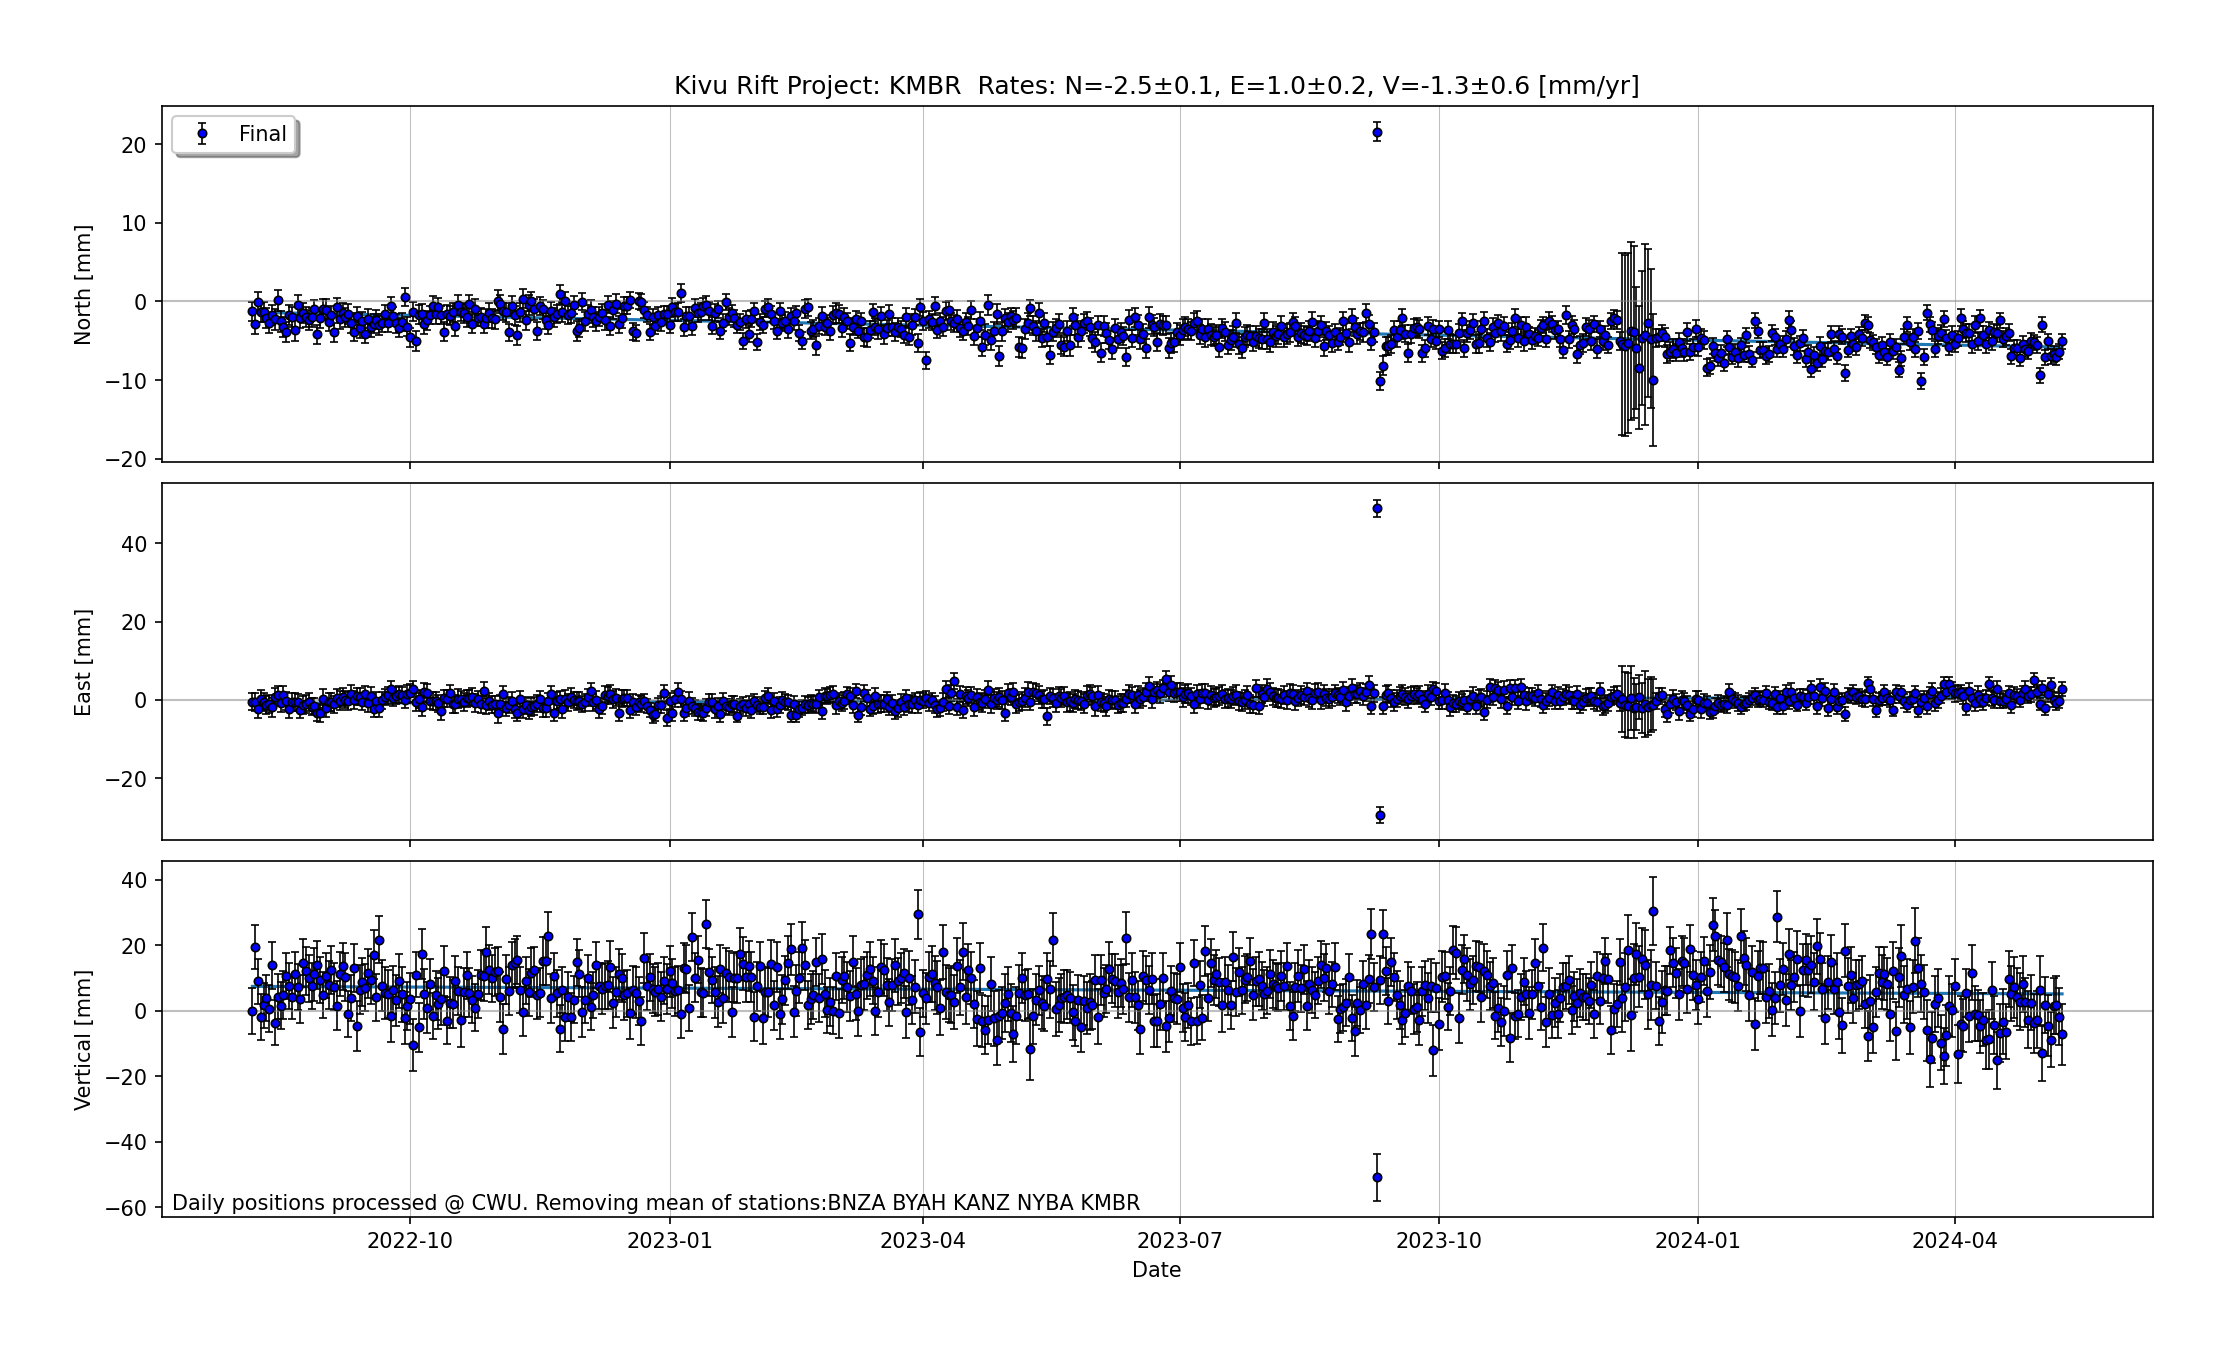 Kivu Rift Project: KMBR  Rates: N=-2.5±0.1, E=1.0±0.2, V=-1.3±0.6 [mm/yr]
Final
North [mm]
20
10
0
−10
−20
East [mm]
40
20
0
−20
Vertical [mm]
40
20
0
−20
−40
−60
Daily positions processed @ CWU. Removing mean of stations:BNZA BYAH KANZ NYBA KMBR
2022-10 2023-01 2023-04 2023-07 2023-10 2024-01 2024-04
Date